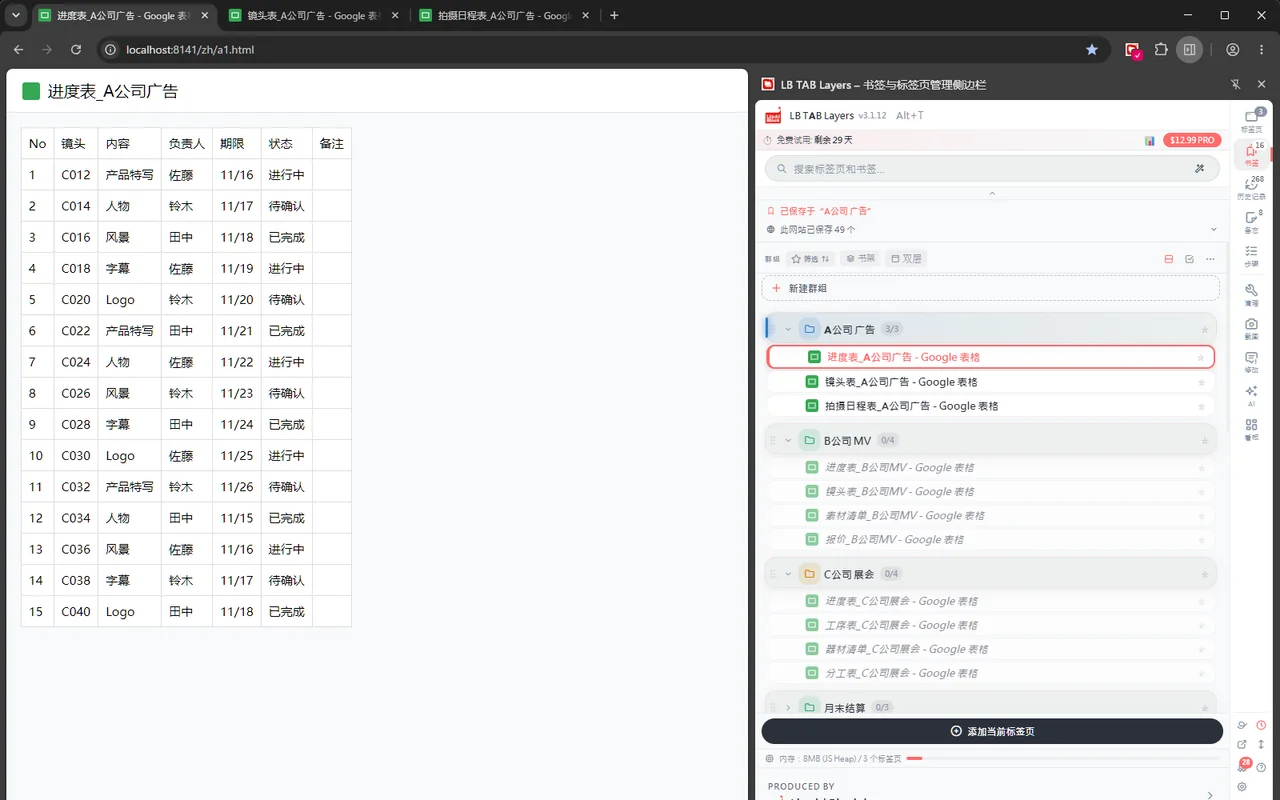 进度表_A公司广告 - Google 表
镜头表_A公司广告 - Google 表
拍摄日程表_A公司广告 - Goog
localhost:8141/zh/a1.html
进度表_A公司广告
No 镜头 内容 负责人 期限 状态 备注
1 C012 产品特写 佐藤 11/16 进行中
2 C014 人物 铃木 11/17 待确认
3 C016 风景 田中 11/18 已完成
4 C018 字幕 佐藤 11/19 进行中
5 C020 Logo 铃木 11/20 待确认
6 C022 产品特写 田中 11/21 已完成
7 C024 人物 佐藤 11/22 进行中
8 C026 风景 铃木 11/23 待确认
9 C028 字幕 田中 11/24 已完成
10 C030 Logo 佐藤 11/25 进行中
11 C032 产品特写 铃木 11/26 待确认
12 C034 人物 田中 11/15 已完成
13 C036 风景 佐藤 11/16 进行中
14 C038 字幕 铃木 11/17 待确认
15 C040 Logo 田中 11/18 已完成
LB TAB Layers – 书签与标签页管理侧边栏
LB TAB Layers v3.1.12 Alt+T
免费试用: 剩余 29 天
$12.99 PRO
搜索标签页和书签...
已保存于 “A公司 广告”
此网站已保存 49 个
群组 筛选 书架 双层
新建群组
A公司 广告 3/3
进度表_A公司广告 - Google 表格
镜头表_A公司广告 - Google 表格
拍摄日程表_A公司广告 - Google 表格
B公司 MV 0/4
进度表_B公司MV - Google 表格
镜头表_B公司MV - Google 表格
素材清单_B公司MV - Google 表格
报价_B公司MV - Google 表格
C公司 展会 0/4
进度表_C公司展会 - Google 表格
工序表_C公司展会 - Google 表格
器材清单_C公司展会 - Google 表格
分工表_C公司展会 - Google 表格
月末结算 0/3
添加当前标签页
内存 : 8MB (JS Heap) / 3 个标签页
PRODUCED BY
3
标签页
16
书签
268
历史记录
8
备忘
步骤
清理
截图
修改
AI
看板
28